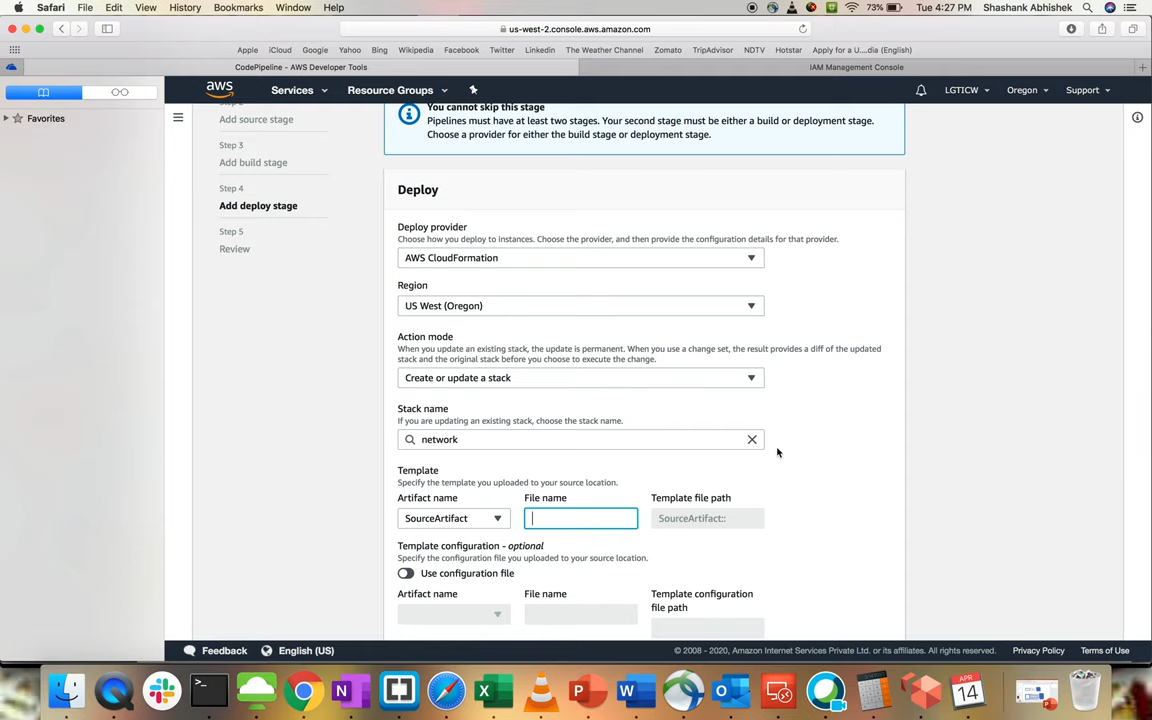 Safari File Edit View History Bookmarks Window Help 73% Tue 4:27 PM Shashank Abhishek
us-west-2.console.aws.amazon.com
Apple iCloud Google Yahoo Bing Wikipedia Facebook Twitter LinkedIn The Weather Channel Zomato TripAdvisor NDTV Hotstar Apply for a U....dia (English)
CodePipeline - AWS Developer Tools IAM Management Console
aws Services Resource Groups LGTICW Oregon Support
Favorites
Add source stage
Step 3
Add build stage
Step 4
Add deploy stage
Step 5
Review
You cannot skip this stage
Pipelines must have at least two stages. Your second stage must be either a build or deployment stage.
Choose a provider for either the build stage or deployment stage.
Deploy
Deploy provider
Choose how you deploy to instances. Choose the provider, and then provide the configuration details for that provider.
AWS CloudFormation
Region
US West (Oregon)
Action mode
When you update an existing stack, the update is permanent. When you use a change set, the result provides a diff of the updated
stack and the original stack before you choose to execute the change.
Create or update a stack
Stack name
If you are updating an existing stack, choose the stack name.
network
Template
Specify the template you uploaded to your source location.
Artifact name File name Template file path
SourceArtifact SourceArtifact::
Template configuration - optional
Specify the configuration file you uploaded to your source location.
Use configuration file
Artifact name File name Template configuration
file path
Feedback English (US) © 2008 - 2020, Amazon Internet Services Private Ltd. or its affiliates. All rights reserved. Privacy Policy Terms of Use
APR
14